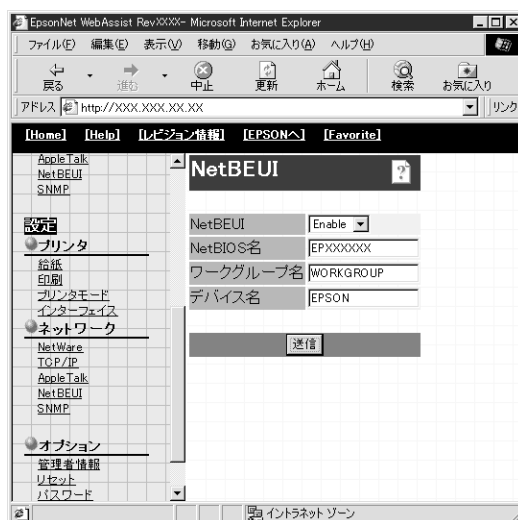 EpsonNet WebAssist RevXXXX- Microsoft Internet Explorer
ファイル(F) 編集(E) 表示(V) 移動(G) お気に入り(A) ヘルプ(H)
戻る 進む 中止 更新 ホーム 検索 お気に入り
アドレス http://XXX.XXX.XX.XX リンク
[Home] [Help] [レビジョン情報] [EPSONへ] [Favorite]
AppleTalk
NetBEUI
SNMP
設定
プリンタ
給紙
印刷
プリンタモード
インターフェイス
ネットワーク
NetWare
TCP/IP
AppleTalk
NetBEUI
SNMP
オプション
管理者情報
リセット
パスワード
NetBEUI ?
NetBEUI Enable
NetBIOS名 EPXXXXXX
ワークグループ名 WORKGROUP
デバイス名 EPSON
送信
イントラネット ゾーン